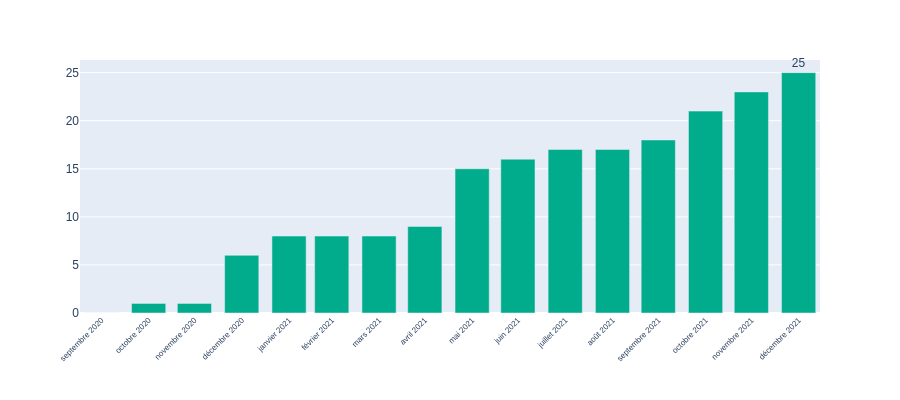 25
25
20
15
10
5
0
septembre 2020
octobre 2020
novembre 2020
décembre 2020
janvier 2021
février 2021
mars 2021
avril 2021
mai 2021
juin 2021
juillet 2021
août 2021
septembre 2021
octobre 2021
novembre 2021
décembre 2021